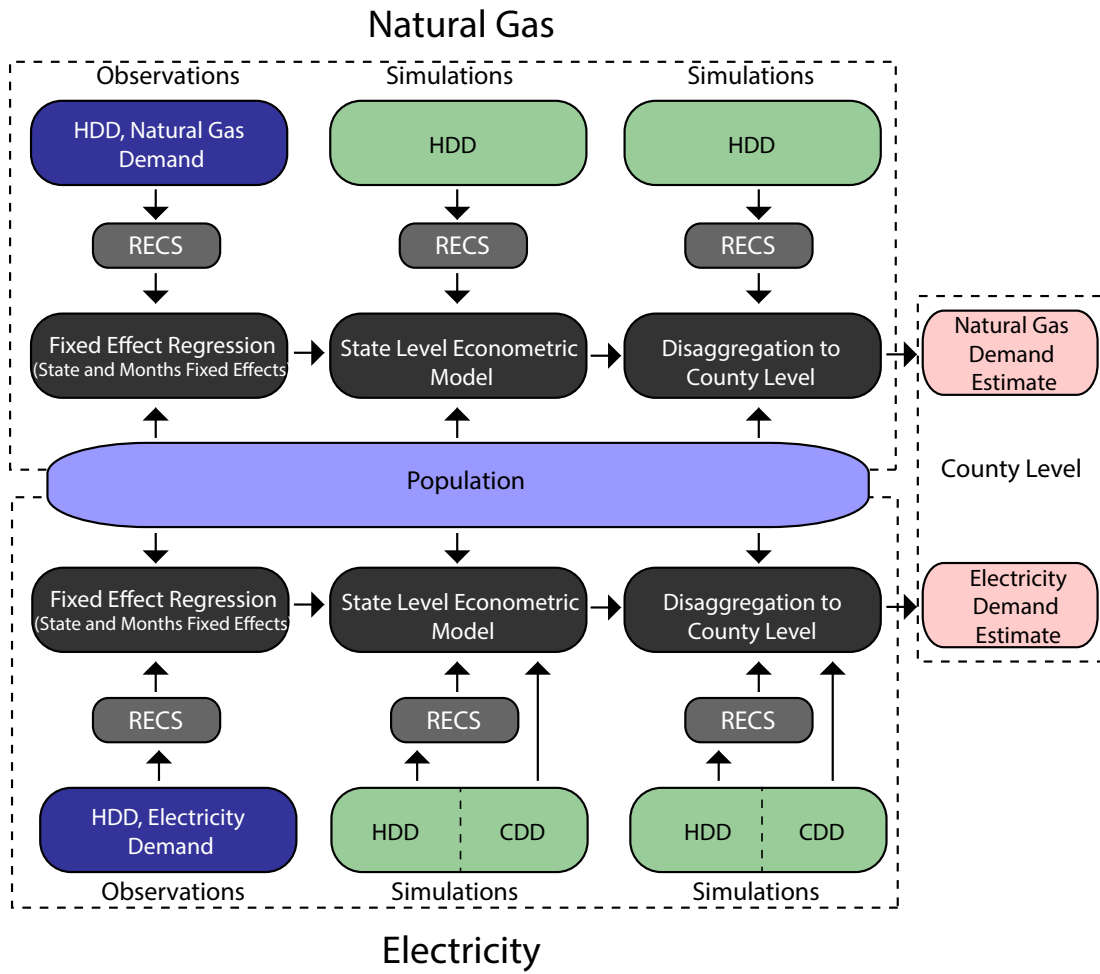 Natural Gas
Observations
Simulations
Simulations
HDD, Natural Gas
Demand
HDD
HDD
RECS
RECS
RECS
Fixed Effect Regression
(State and Months Fixed Effects)
State Level Econometric
Model
Disaggregation to
County Level
Natural Gas
Demand
Estimate
Population
County Level
Fixed Effect Regression
(State and Months Fixed Effects)
State Level Econometric
Model
Disaggregation to
County Level
Electricity
Demand
Estimate
RECS
RECS
RECS
HDD, Electricity
Demand
HDD
CDD
HDD
CDD
Observations
Simulations
Simulations
Electricity